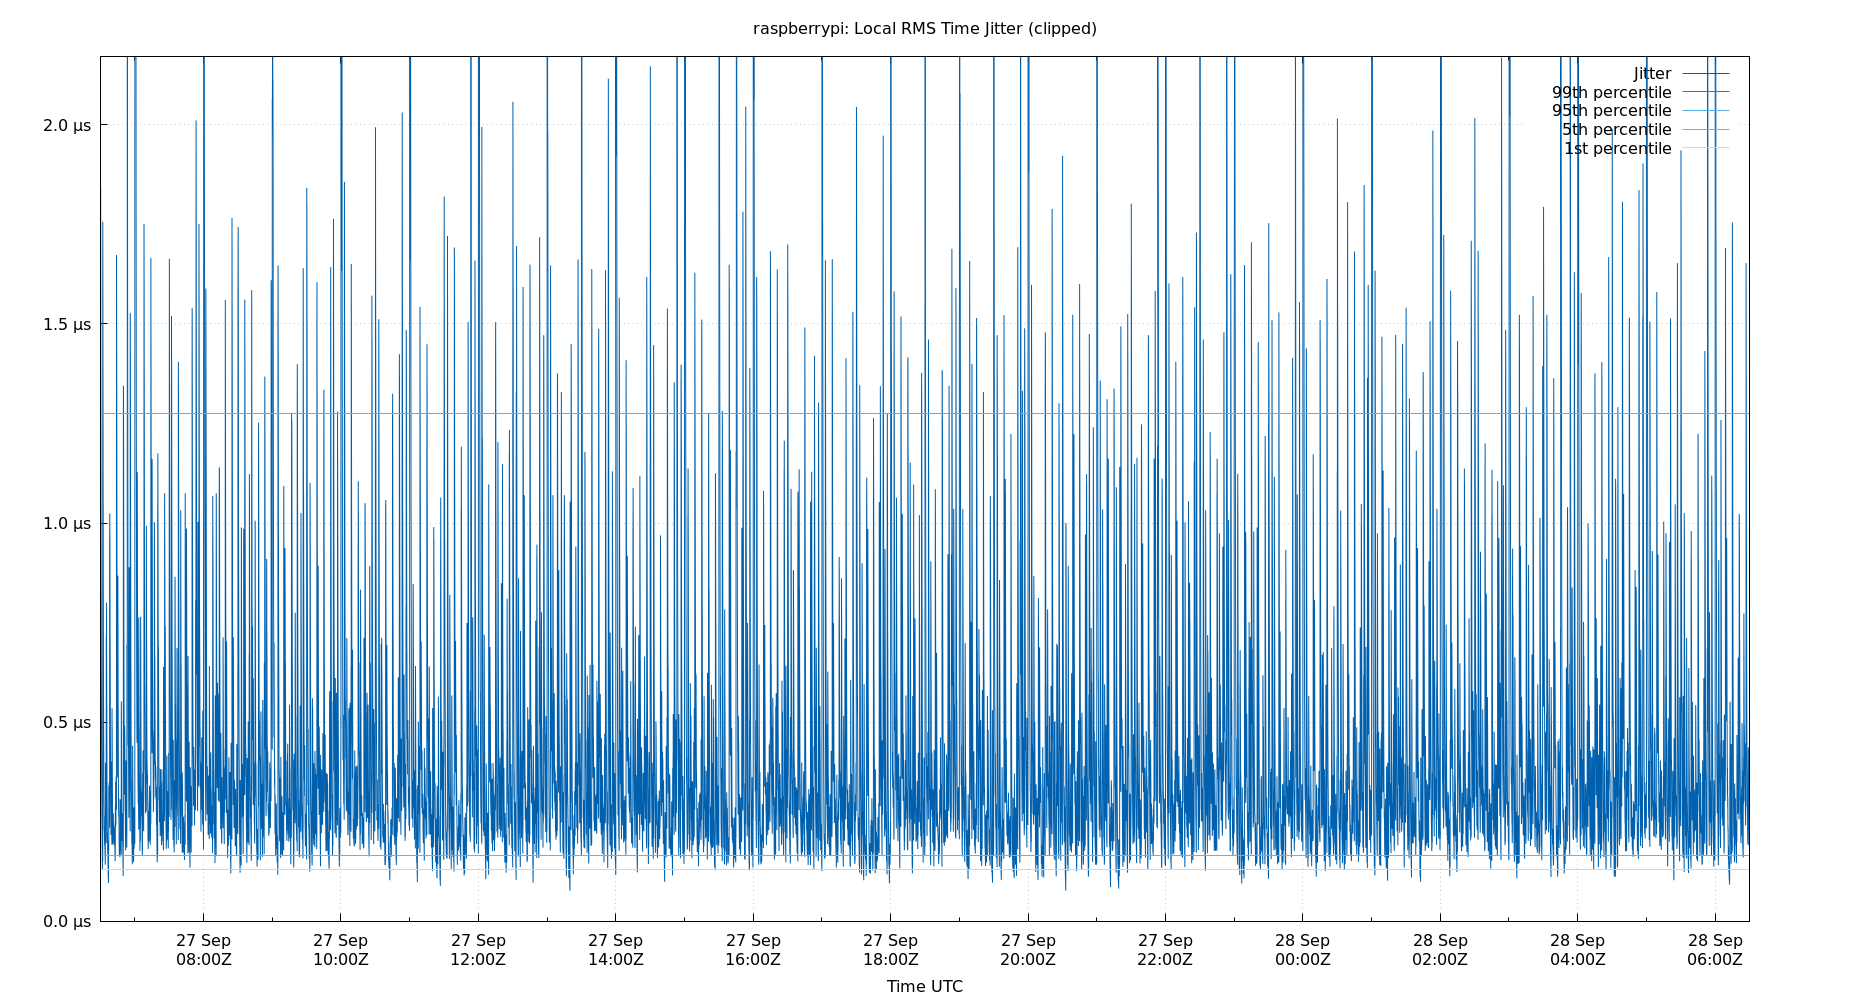 raspberrypi: Local RMS Time Jitter (clipped)
Jitter
99th percentile
95th percentile
5th percentile
1st percentile
2.0 µs
1.5 µs
1.0 µs
0.5 µs
0.0 µs
27 Sep 27 Sep 27 Sep 27 Sep 27 Sep 27 Sep 27 Sep 27 Sep 28 Sep 28 Sep 28 Sep 28 Sep
08:00Z 10:00Z 12:00Z 14:00Z 16:00Z 18:00Z 20:00Z 22:00Z 00:00Z 02:00Z 04:00Z 06:00Z
Time UTC